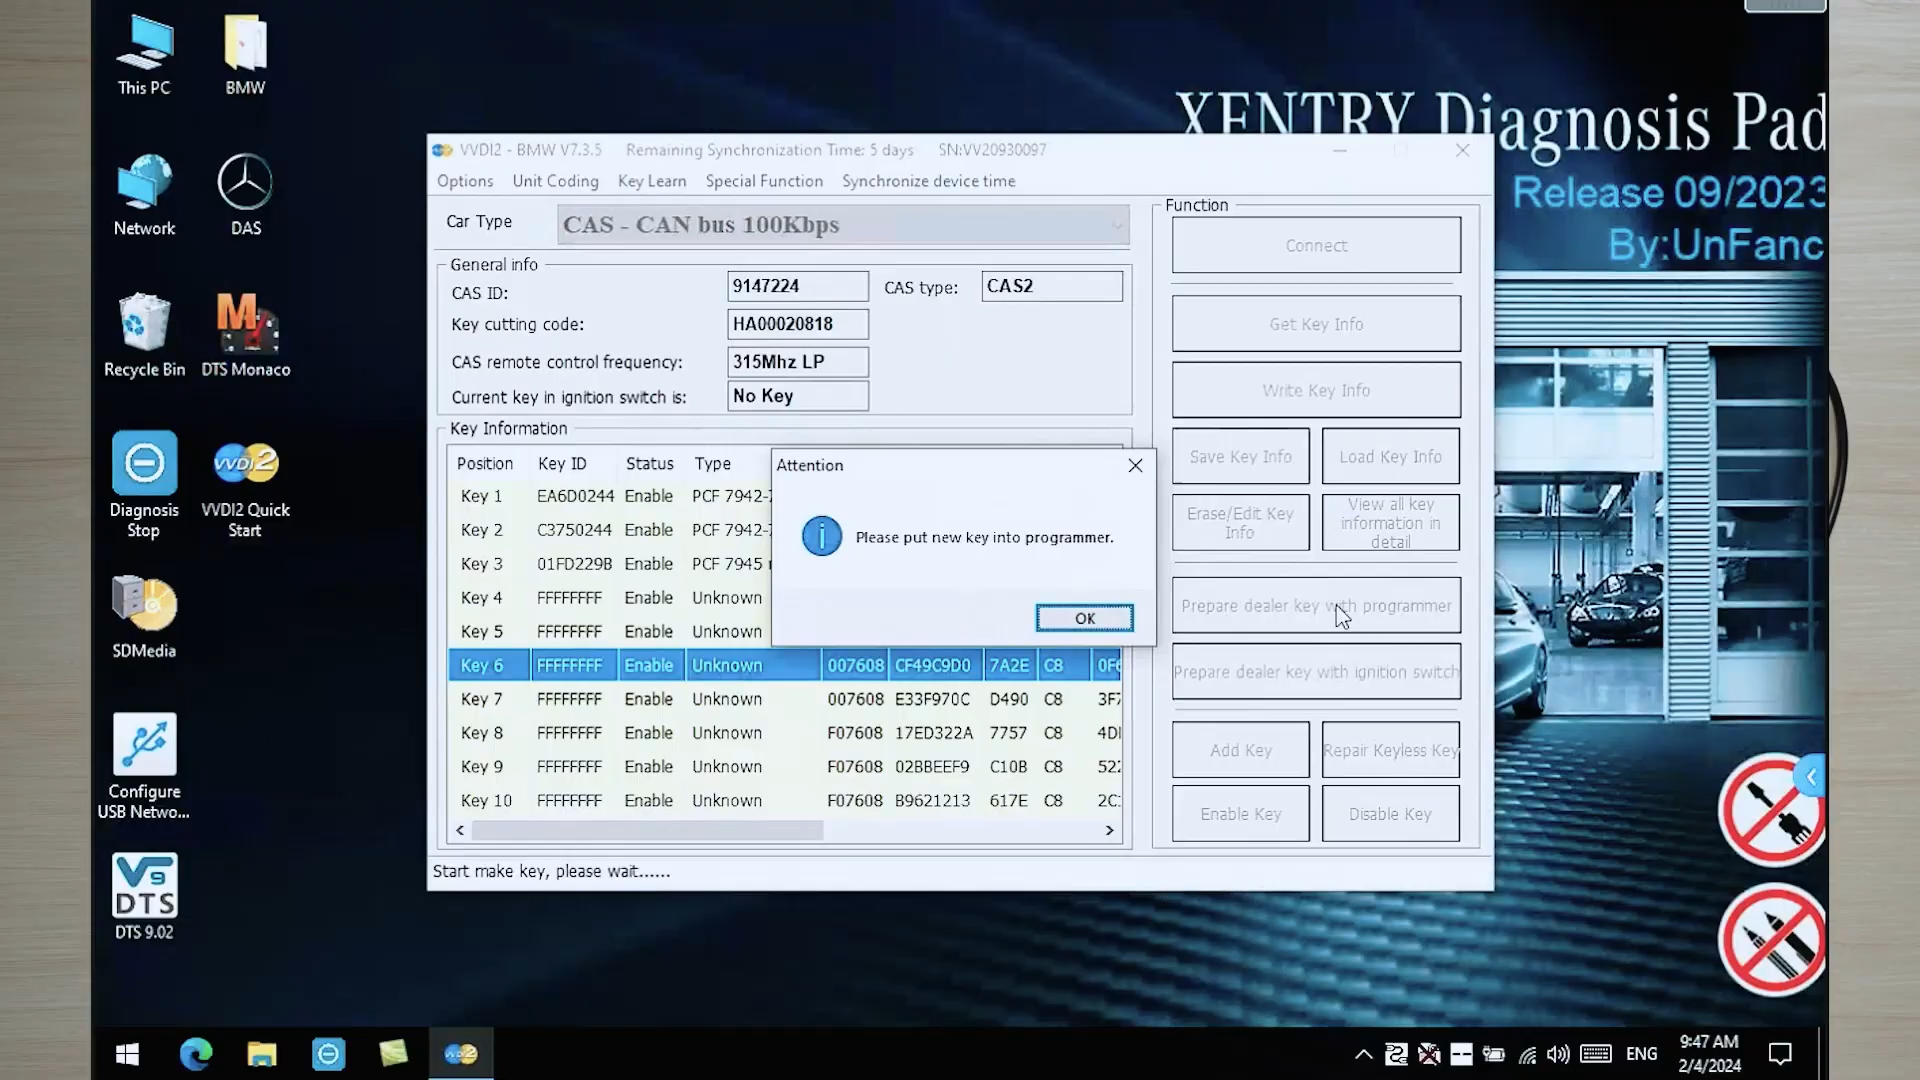 This PC
BMW
Network
DAS
Recycle Bin
DTS Monaco
Diagnosis
Stop
VVDI2 Quick
Start
SDMedia
Configure
USB Netwo...
V9
DTS
DTS 9.02
XENTRY Diagnosis Pad
Release 09/2023
By:UnFanc
VVDI2 - BMW V7.3.5 Remaining Synchronization Time: 5 days SN:VV20930097
Options Unit Coding Key Learn Special Function Synchronize device time
Car Type CAS - CAN bus 100Kbps
General info
CAS ID: 9147224 CAS type: CAS2
Key cutting code: HA00020818
CAS remote control frequency: 315Mhz LP
Current key in ignition switch is: No Key
Key Information
Position Key ID Status Type
Key 1 EA6D0244 Enable PCF 7942-
Key 2 C3750244 Enable PCF 7942-
Key 3 01FD229B Enable PCF 7945
Key 4 FFFFFFFF Enable Unknown
Key 5 FFFFFFFF Enable Unknown
Key 6 FFFFFFFF Enable Unknown 007608 CF49C9D0 7A2E C8
Key 7 FFFFFFFF Enable Unknown 007608 E33F970C D490 C8
Key 8 FFFFFFFF Enable Unknown F07608 17ED322A 7757 C8
Key 9 FFFFFFFF Enable Unknown F07608 02BBEEF9 C10B C8
Key 10 FFFFFFFF Enable Unknown F07608 B9621213 617E C8
Start make key, please wait......
Attention
Please put new key into programmer.
OK
Function
Connect
Get Key Info
Write Key Info
Save Key Info
Load Key Info
Erase/Edit Key
Info
View all key
information in
detail
Prepare dealer key with programmer
Prepare dealer key with ignition switch
Add Key
Repair Keyless Key
Enable Key
Disable Key
ENG
9:47 AM
2/4/2024